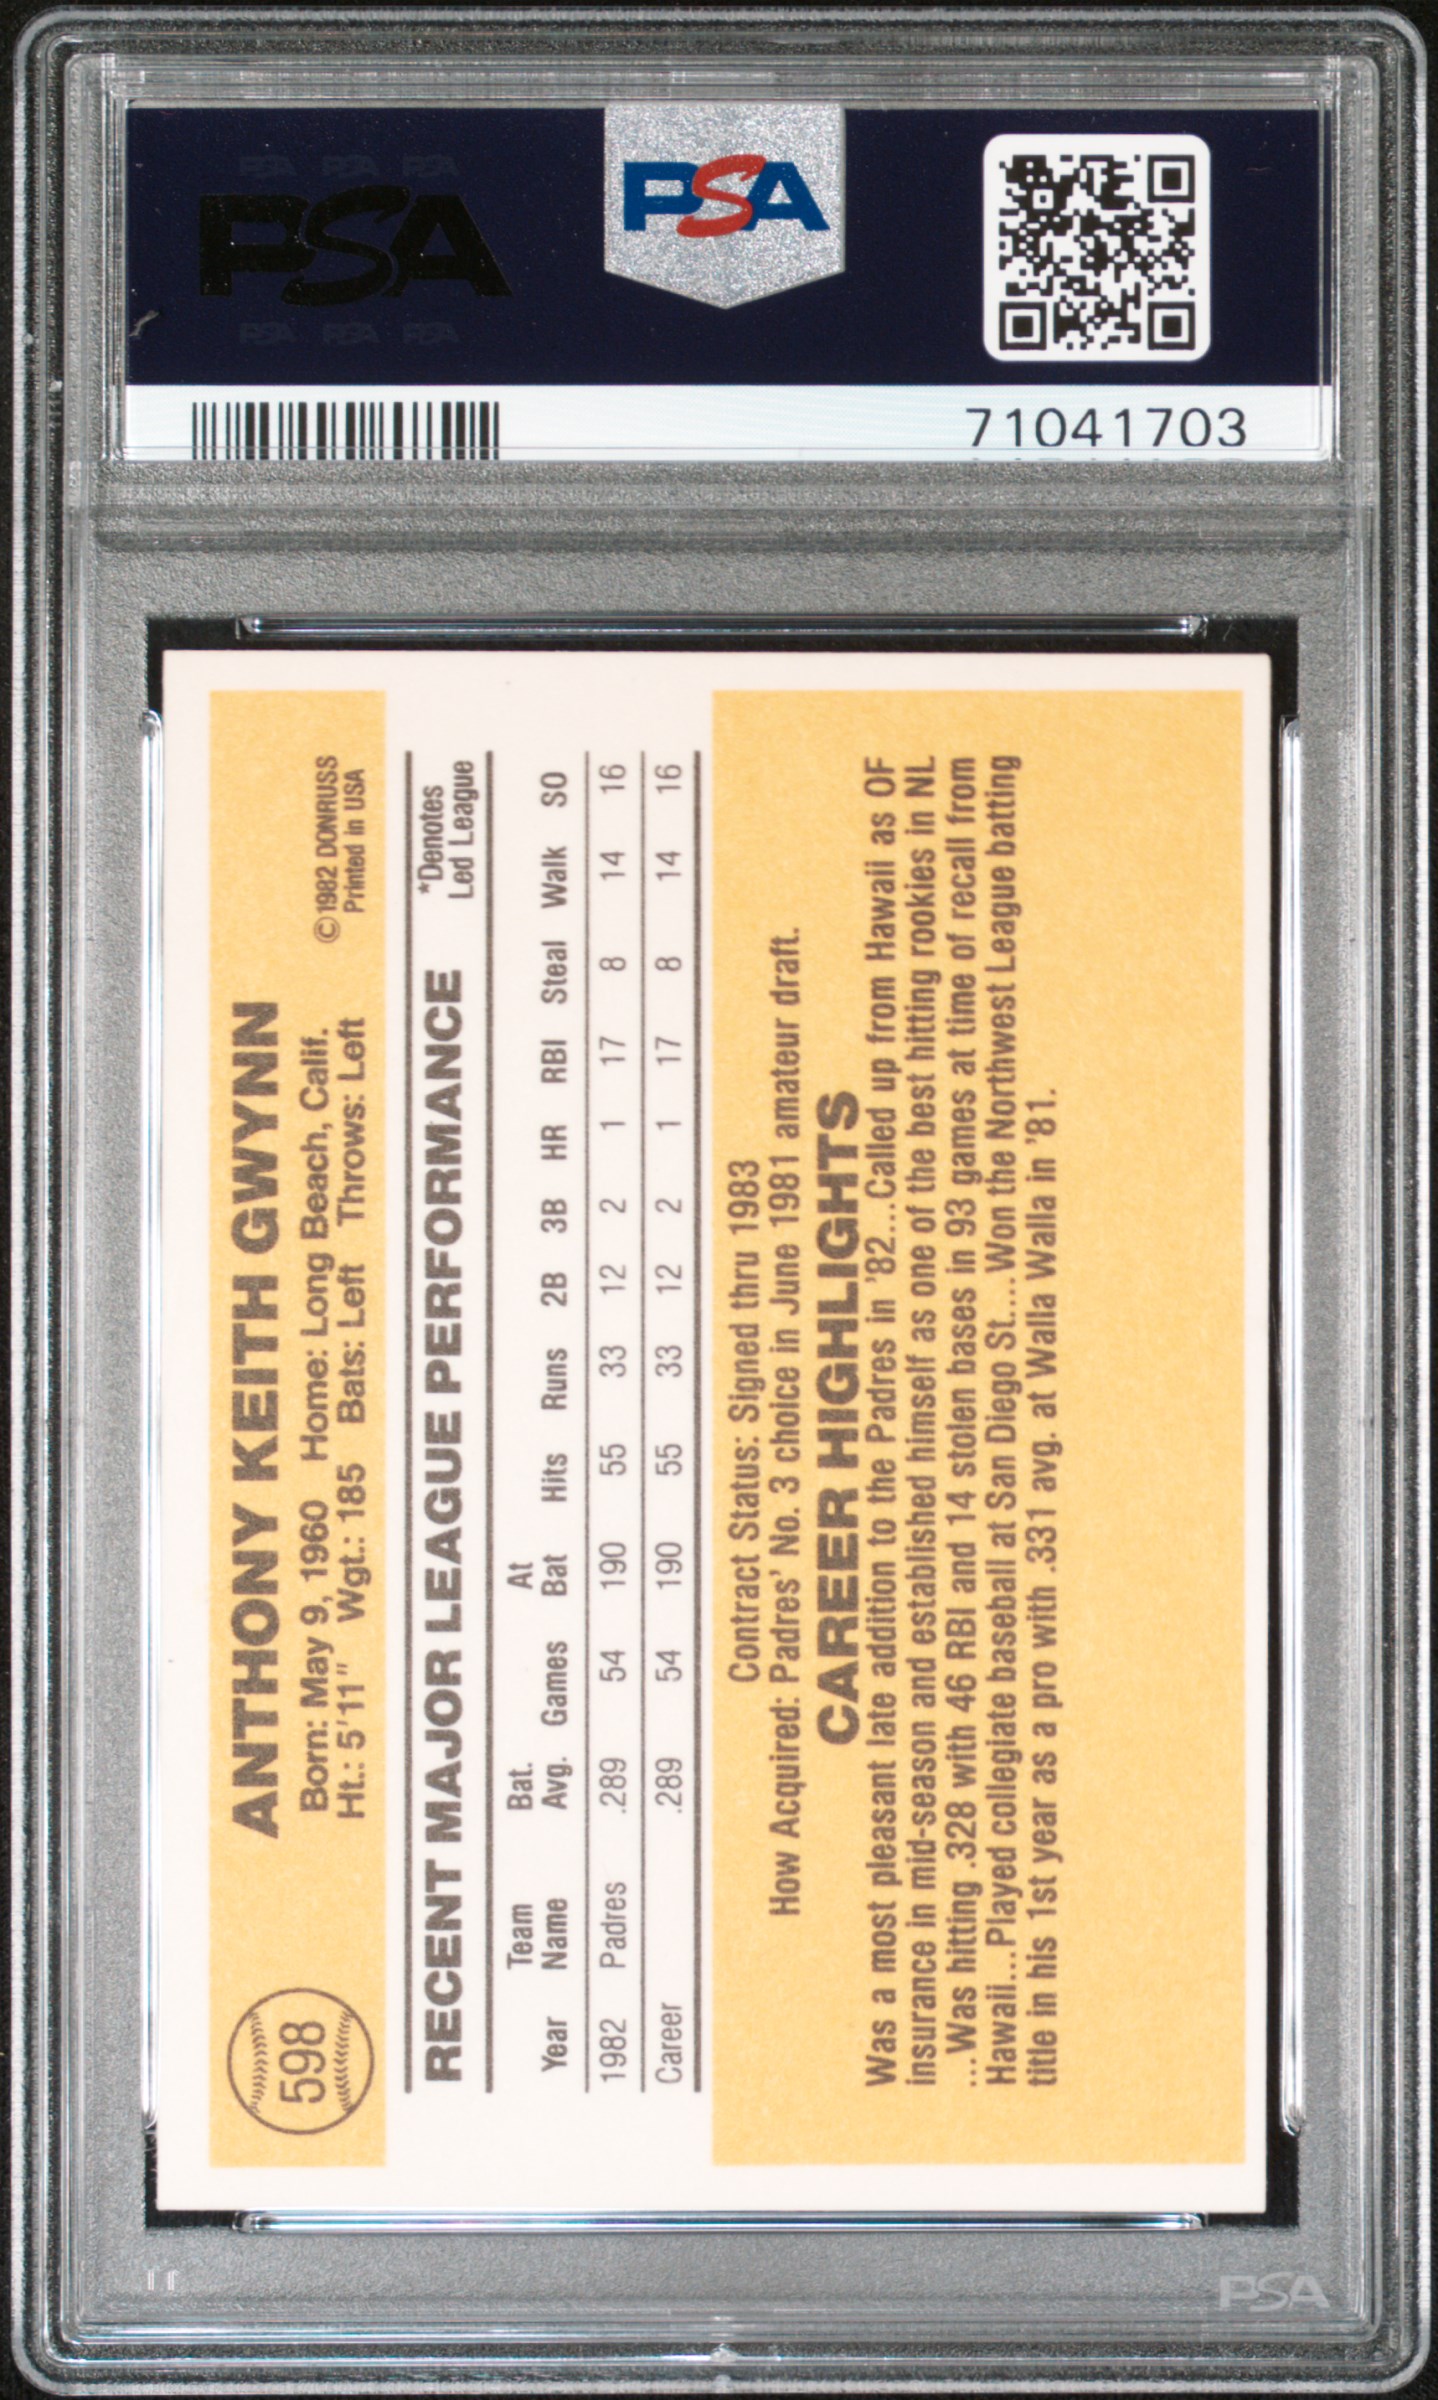 PSA PSA PSA
PSA
PSA PSA PSA
PSA
71041703
598
ANTHONY KEITH GWYNN
Born: May 9, 1960 Home: Long Beach, Calif.
Ht.: 5'11" Wgt.: 185 Bats: Left Throws: Left
©1982 DONRUSS
Printed in USA
RECENT MAJOR LEAGUE PERFORMANCE
*Denotes
Led League
Year Team Name Bat. Avg. Games At Bat Hits Runs 2B 3B HR RBI Steal Walk SO
1982 Padres .289 54 190 55 33 12 2 1 17 8 14 16
Career .289 54 190 55 33 12 2 1 17 8 14 16
Contract Status: Signed thru 1983
How Acquired: Padres' No. 3 choice in June 1981 amateur draft.
CAREER HIGHLIGHTS
Was a most pleasant late addition to the Padres in '82...Called up from Hawaii as OF
insurance in mid-season and established himself as one of the best hitting rookies in NL
...Was hitting .328 with 46 RBI and 14 stolen bases in 93 games at time of recall from
Hawaii...Played collegiate baseball at San Diego St....Won the Northwest League batting
title in his 1st year as a pro with .331 avg. at Walla Walla in '81.
PSA